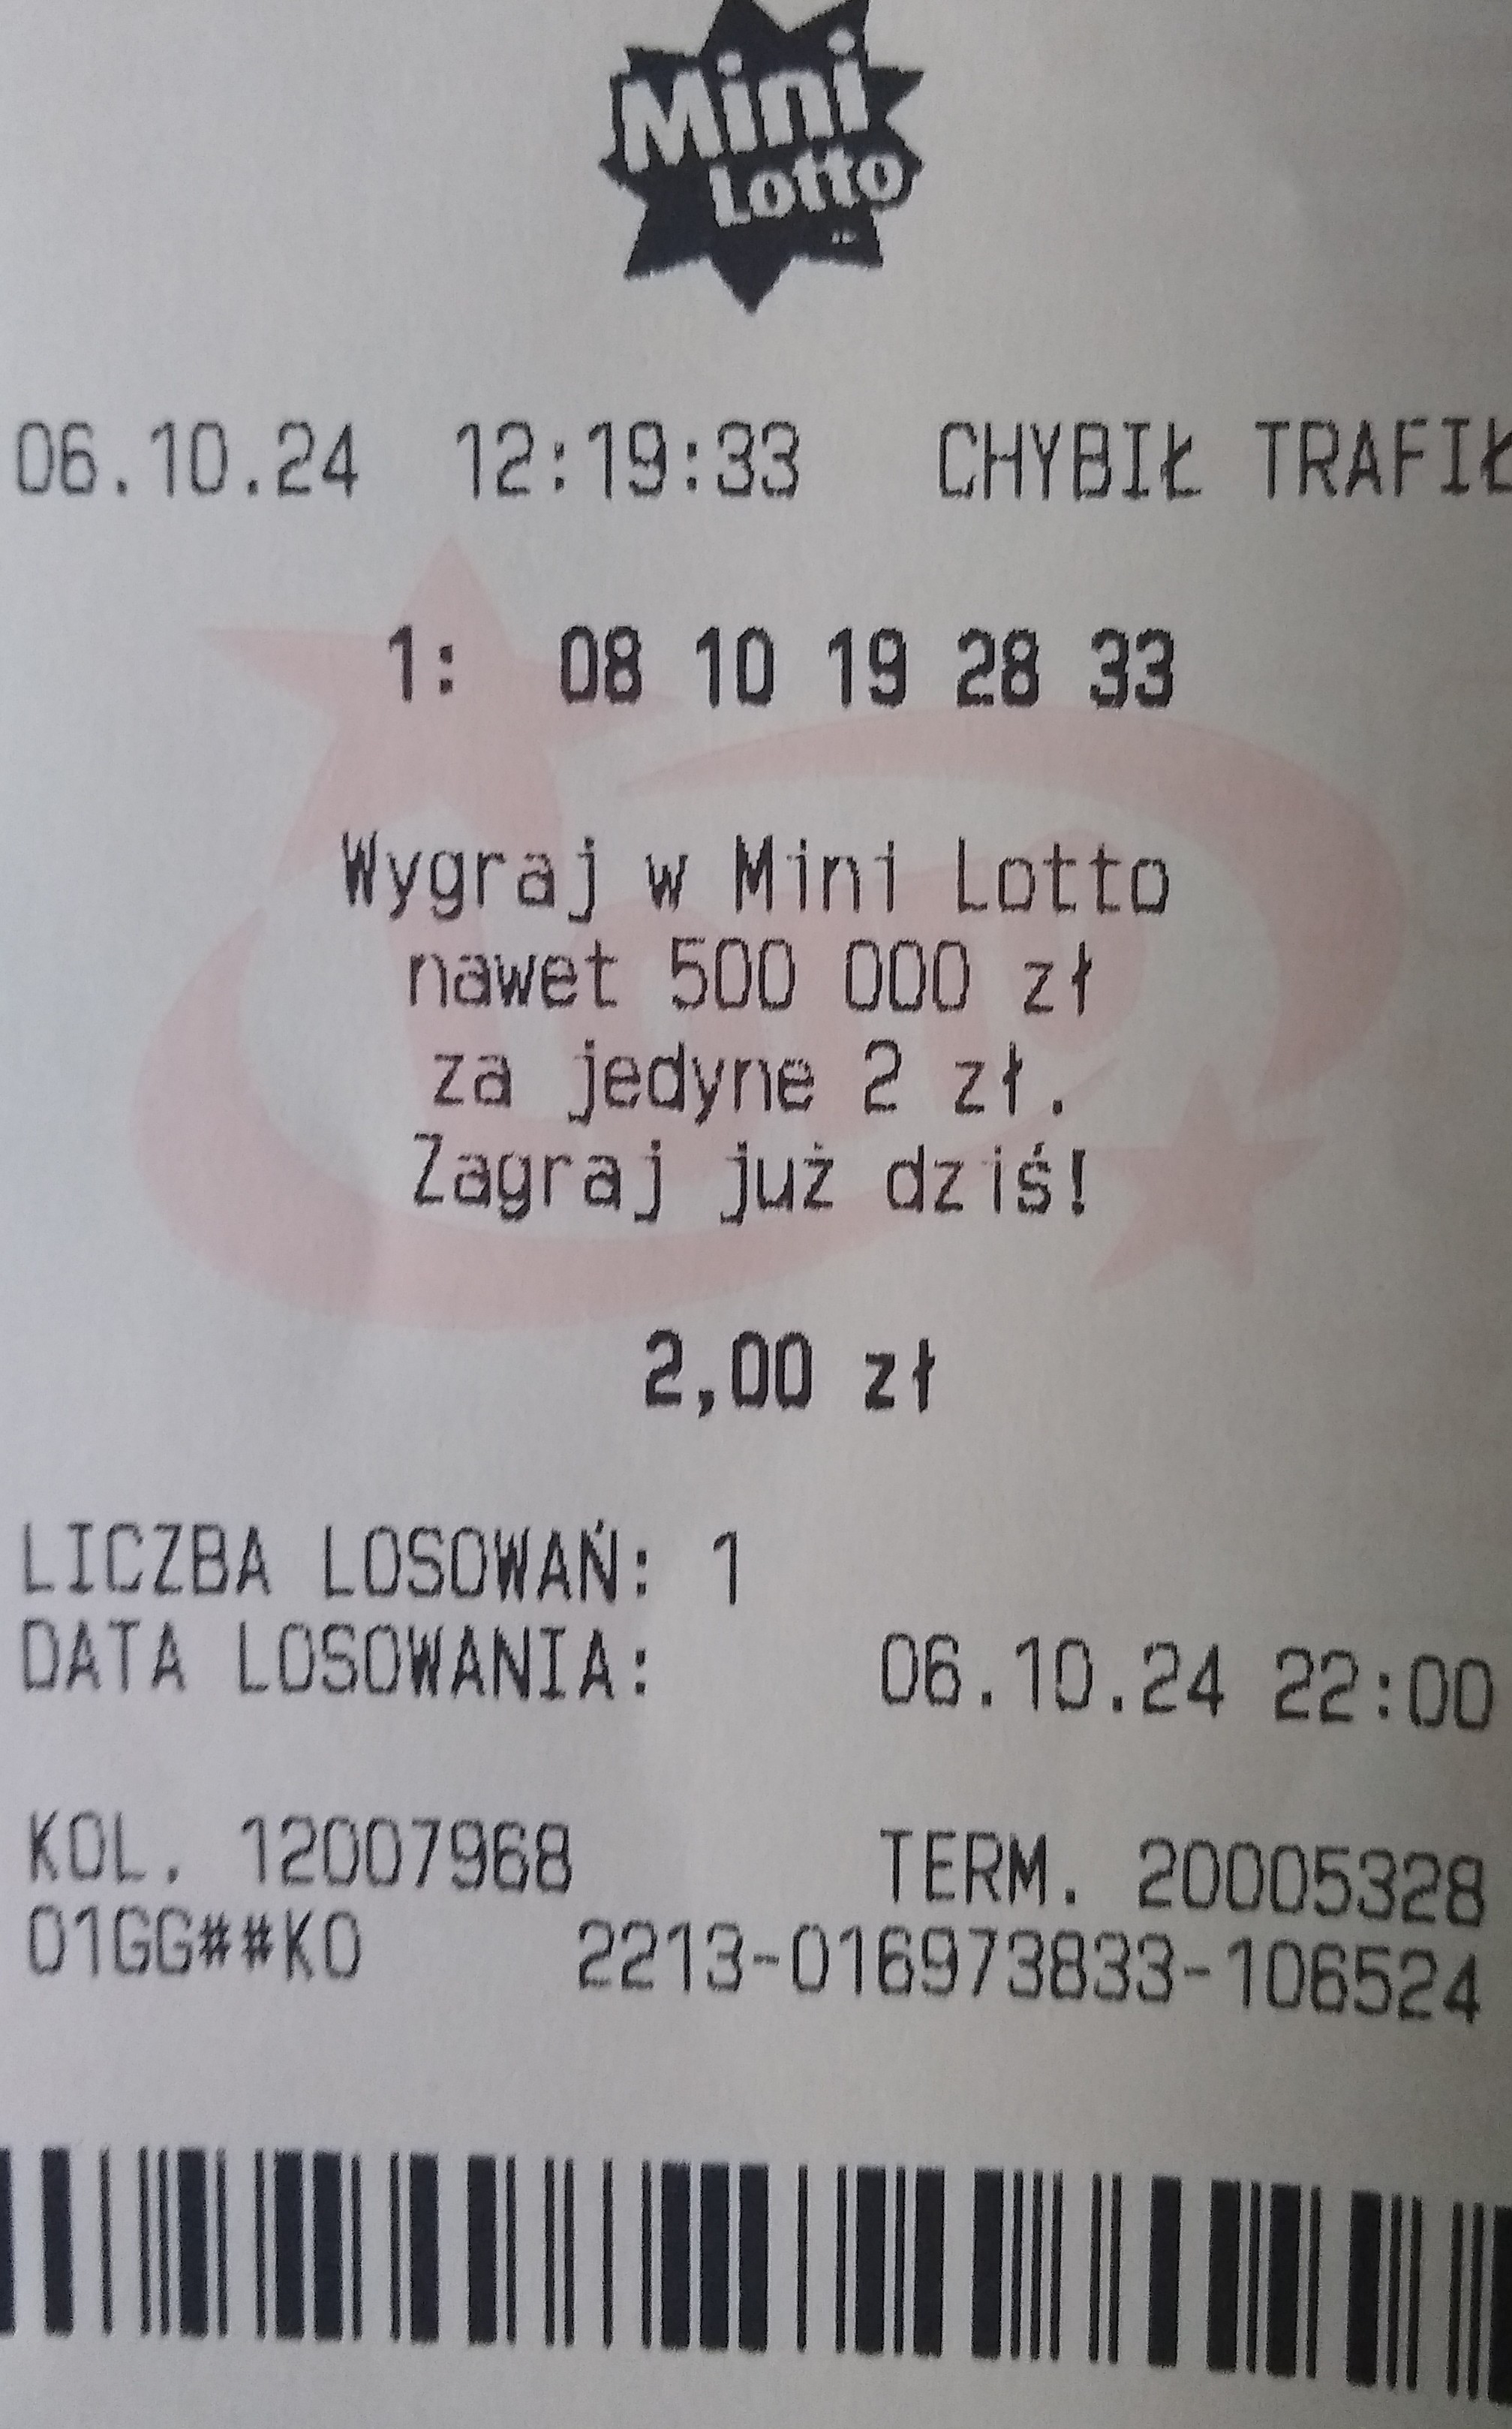 Mini
Lotto
06.10.24 12:19:33 CHYBIŁ TRAFIŁ
1: 08 10 19 28 33
Wygraj w Mini Lotto
nawet 500 000 zł
za jedyne 2 zł.
Zagraj już dziś!
2,00 zł
LICZBA LOSOWAŃ: 1
DATA LOSOWANIA: 06.10.24 22:00
KOL. 12007968 TERM. 20005328
01GG##KO 2213-016973833-106524